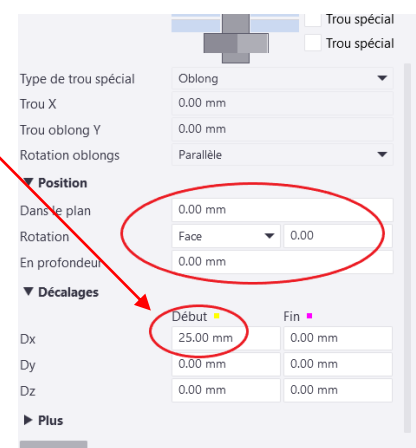 Trou spécial
Trou spécial
Type de trou spécial Oblong
Trou X 0.00 mm
Trou oblong Y 0.00 mm
Rotation oblongs Parallèle
▼ Position
Dans le plan 0.00 mm
Rotation Face 0.00
En profondeur 0.00 mm
▼ Décalages
Début Fin
Dx 25.00 mm 0.00 mm
Dy 0.00 mm 0.00 mm
Dz 0.00 mm 0.00 mm
▶ Plus